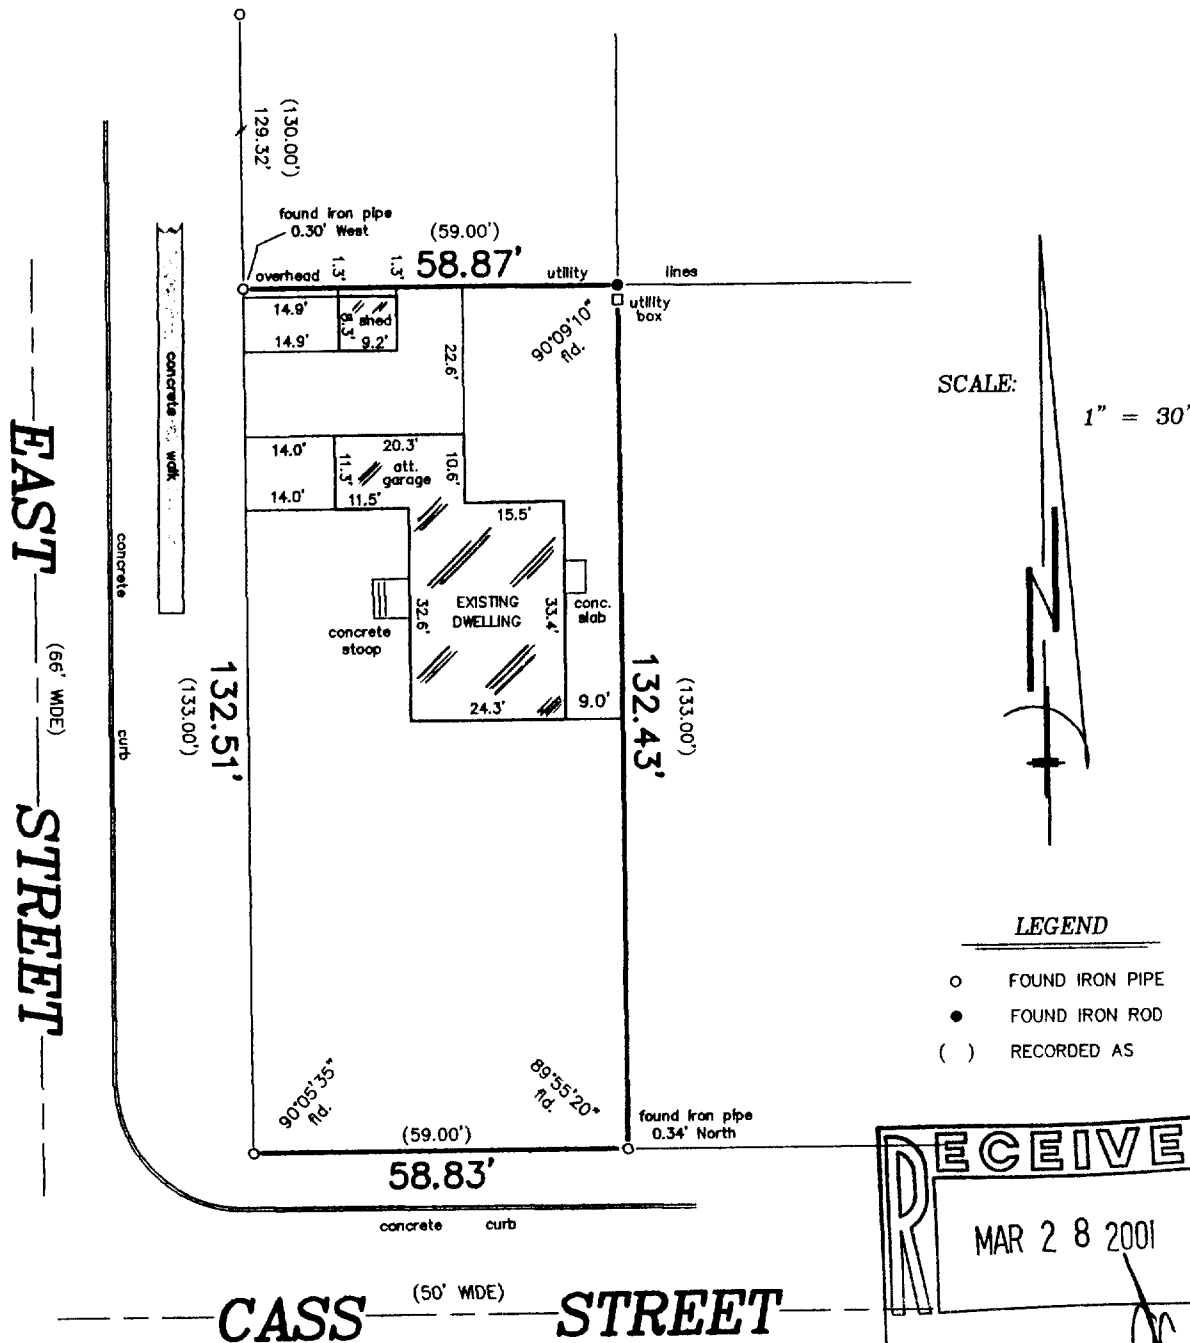 (130.00')
129.32'
found iron pipe
0.30' West
(59.00')
58.87'
overhead
utility
lines
1.3'
1.3'
utility
box
14.9'
8.3'
shed
14.9'
9.2'
22.6'
90°09'10"
fld.
SCALE:
1" = 30'
concrete walk
14.0'
20.3'
11.3'
att.
garage
10.6'
14.0'
11.5'
15.5'
EAST STREET
(66' WIDE)
concrete
curb
EXISTING
DWELLING
32.6'
33.4'
conc.
slab
concrete
stoop
24.3'
9.0'
132.51'
(133.00')
132.43'
(133.00')
N
LEGEND
FOUND IRON PIPE
FOUND IRON ROD
( ) RECORDED AS
90°05'35"
fld.
89°55'20"
fld.
found iron pipe
0.34' North
(59.00')
58.83'
concrete curb
RECEIVE
MAR 28 2001
CASS STREET
(50' WIDE)